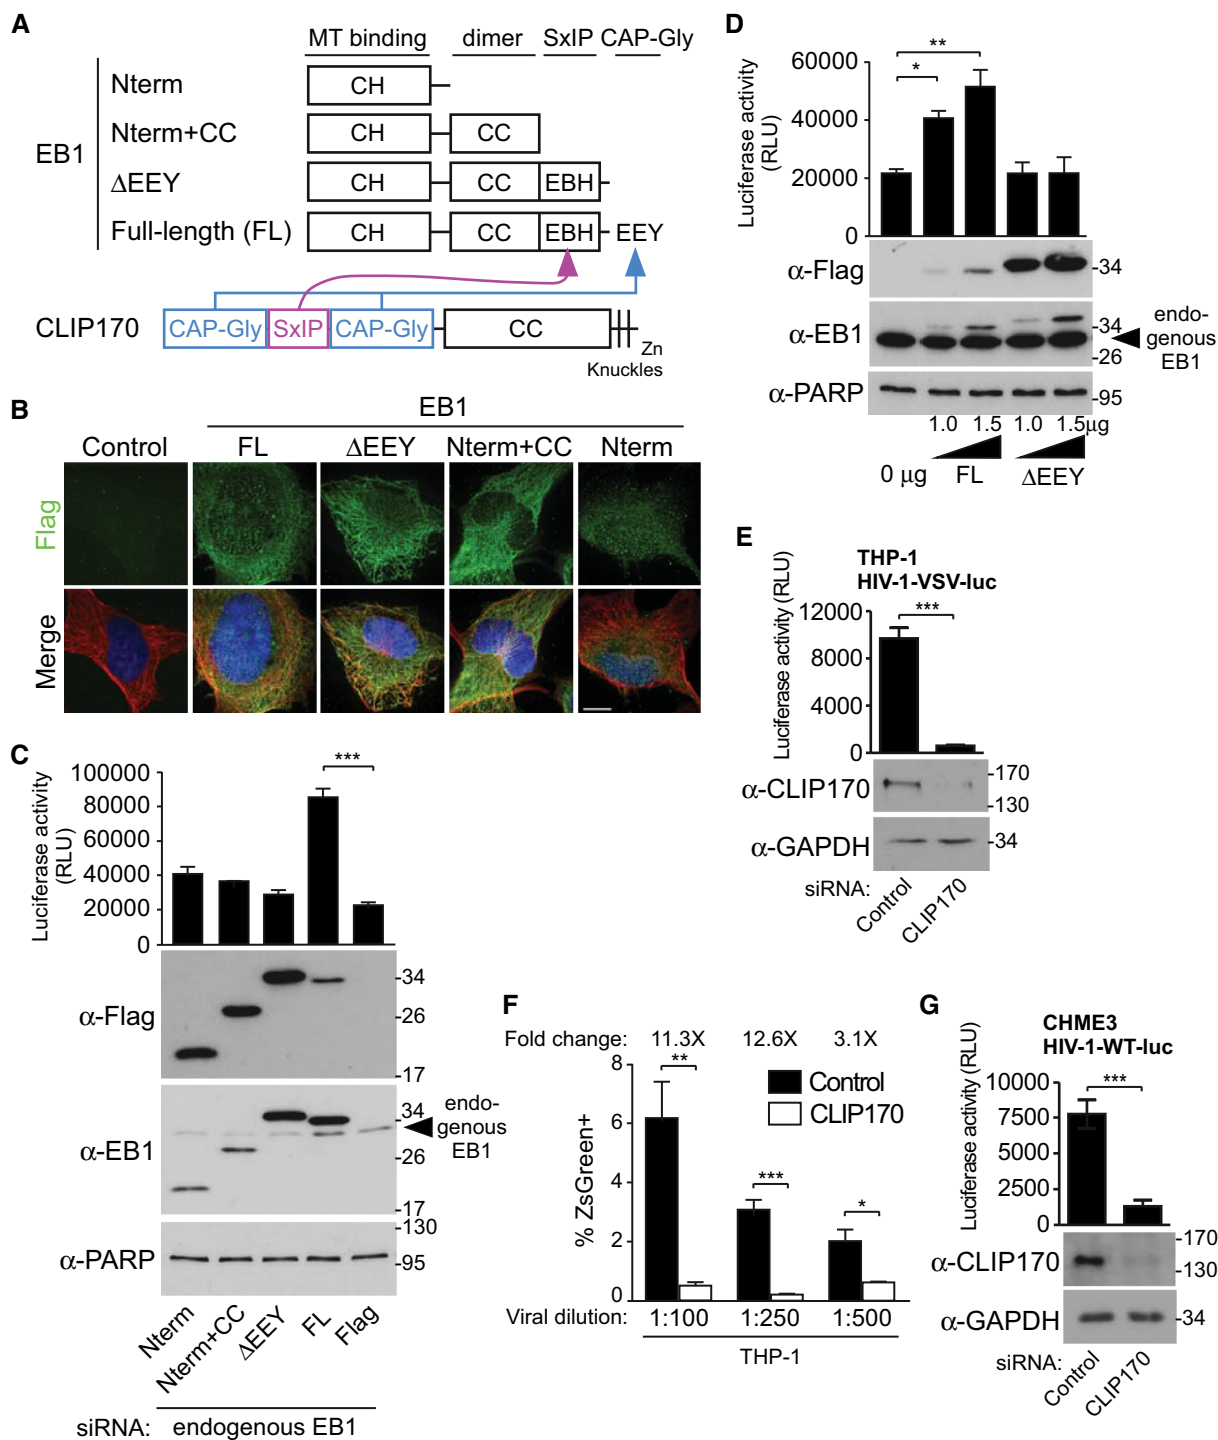 A
MT binding dimer SxIP CAP-Gly
EB1
Nterm CH
Nterm+CC CH CC
ΔEEY CH CC EBH
Full-length (FL) CH CC EBH EEY
CLIP170 CAP-Gly SxIP CAP-Gly CC
Zn
Knuckles
B
EB1
Control FL ΔEEY Nterm+CC Nterm
Flag
Merge
C
Luciferase activity
(RLU)
100000
80000
60000
40000
20000
0
***
α-Flag
-34
-26
-17
α-EB1
34
-26
-17
endo-
genous
EB1
α-PARP
-130
-95
Nterm
Nterm+CC
ΔEEY
FL
Flag
siRNA: endogenous EB1
D
Luciferase activity
(RLU)
60000
40000
20000
0
**
*
α-Flag
-34
α-EB1
-34
-26
endo-
genous
EB1
α-PARP
-95
1.0 1.5 1.0 1.5μg
0 μg FL ΔEEY
E
THP-1
HIV-1-VSV-luc
Luciferase activity (RLU)
12000
8000
4000
0
***
α-CLIP170
-170
-130
α-GAPDH
-34
siRNA:
Control
CLIP170
F
Fold change: 11.3X 12.6X 3.1X
% ZsGreen+
8
6
4
2
0
**
***
*
Control
CLIP170
Viral dilution: 1:100 1:250 1:500
THP-1
G
CHME3
HIV-1-WT-luc
Luciferase activity (RLU)
10000
7500
5000
2500
0
***
α-CLIP170
-170
-130
α-GAPDH
-34
siRNA:
Control
CLIP170